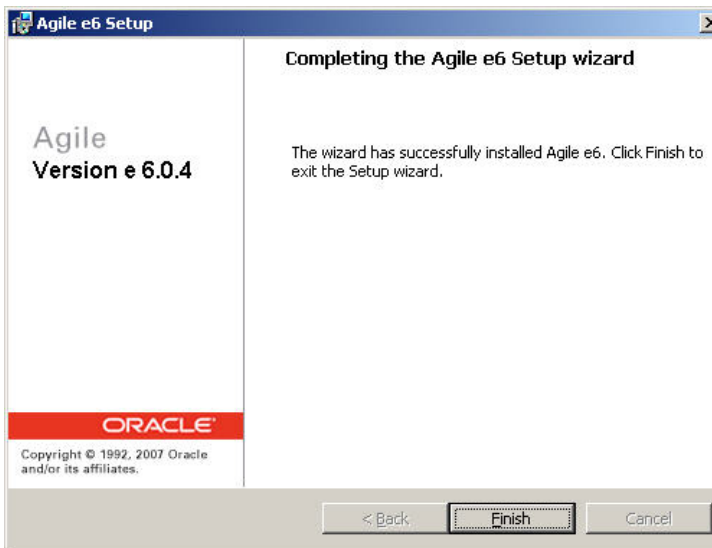 Agile e6 Setup
Completing the Agile e6 Setup wizard
Agile
Version e 6.0.4
The wizard has successfully installed Agile e6. Click Finish to
exit the Setup wizard.
ORACLE®
Copyright © 1992, 2007 Oracle
and/or its affiliates.
< Back
Finish
Cancel